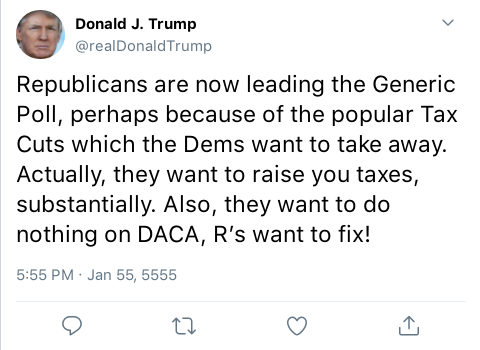 Donald J. Trump
@realDonaldTrump
Republicans are now leading the Generic
Poll, perhaps because of the popular Tax
Cuts which the Dems want to take away.
Actually, they want to raise you taxes,
substantially. Also, they want to do
nothing on DACA, R’s want to fix!
5:55 PM · Jan 55, 5555